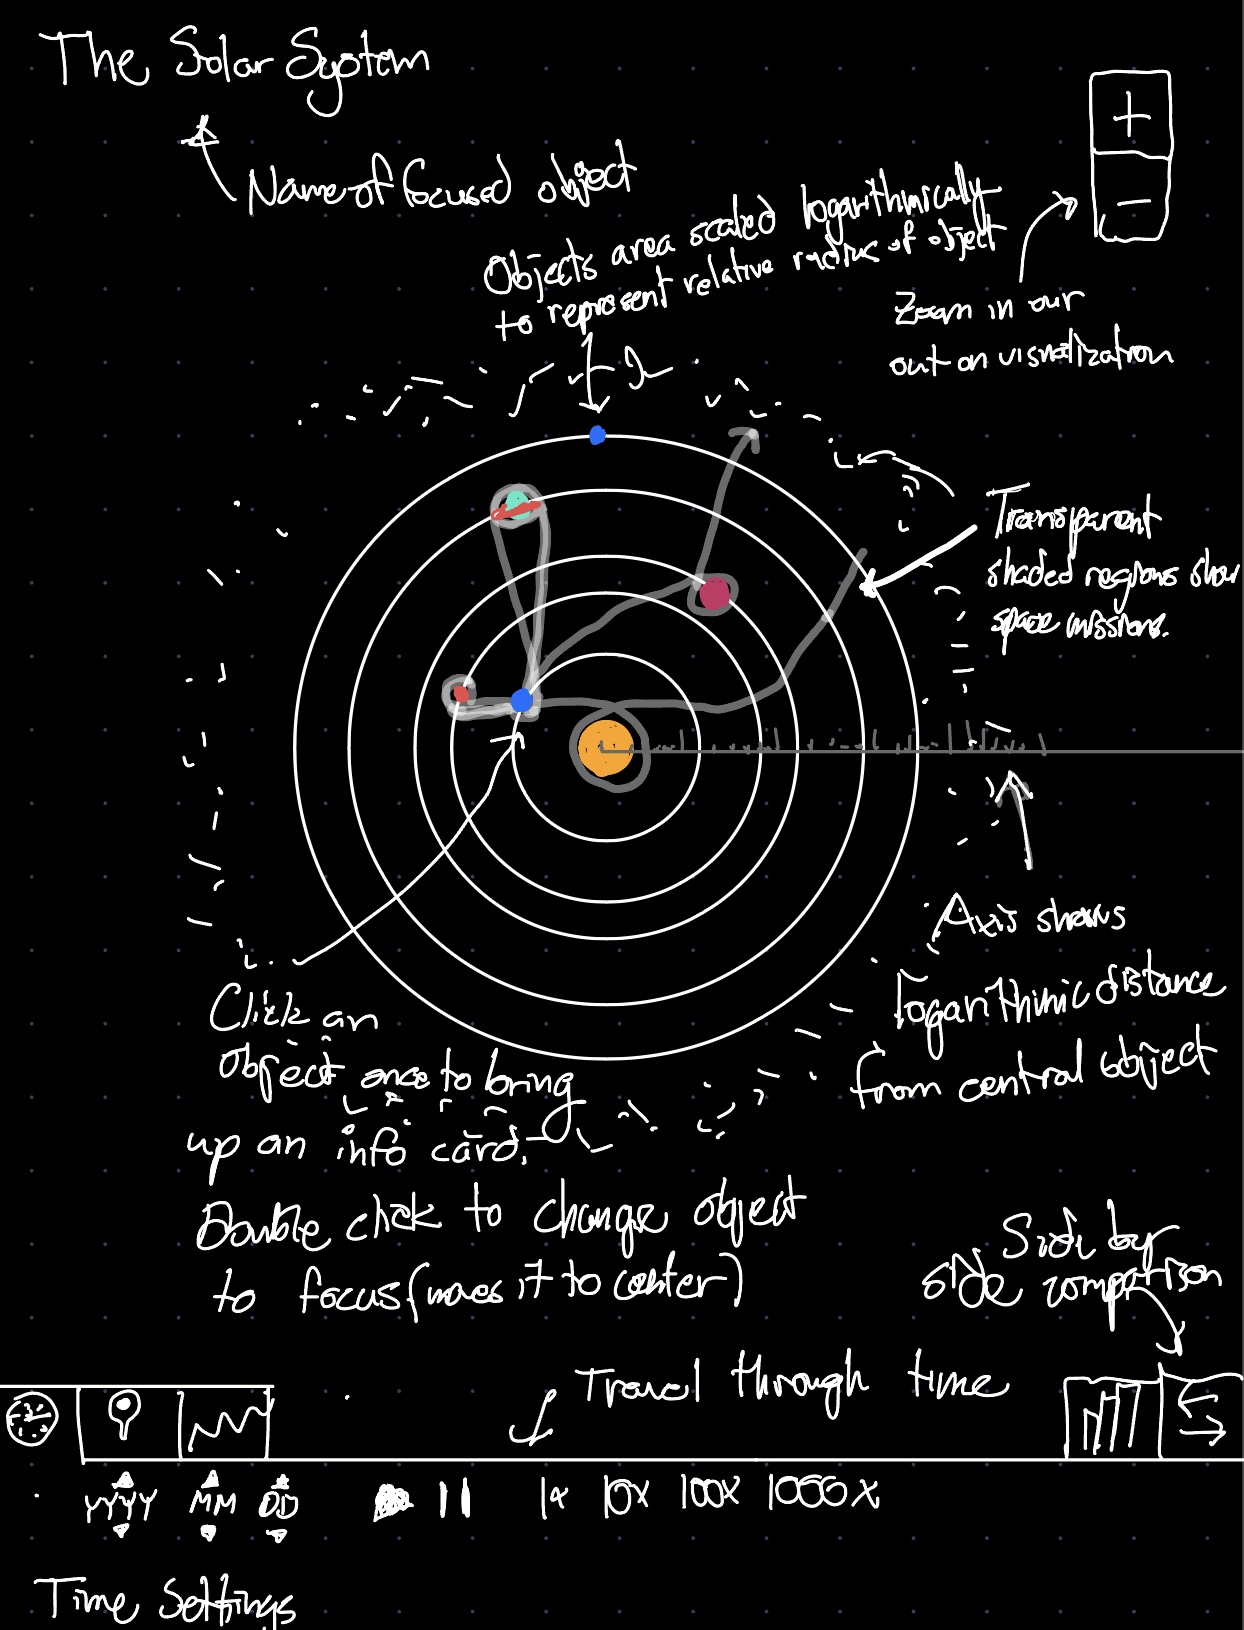 The Solar System
+
Name of focused object
−
Objects area scaled logarithmically
to represent relative radius of object
Zoom in our
out on visualization
Transparent
shaded regions show
space missions.
Axis shows
logarithmic distance
from central object
Click an
object once to bring
up an info card.
Double click to change object
to focus (moves it to center)
Side by
side comparison
Travel through time
YYYY MM DD
1x 10x 100x 1000x
Time Settings